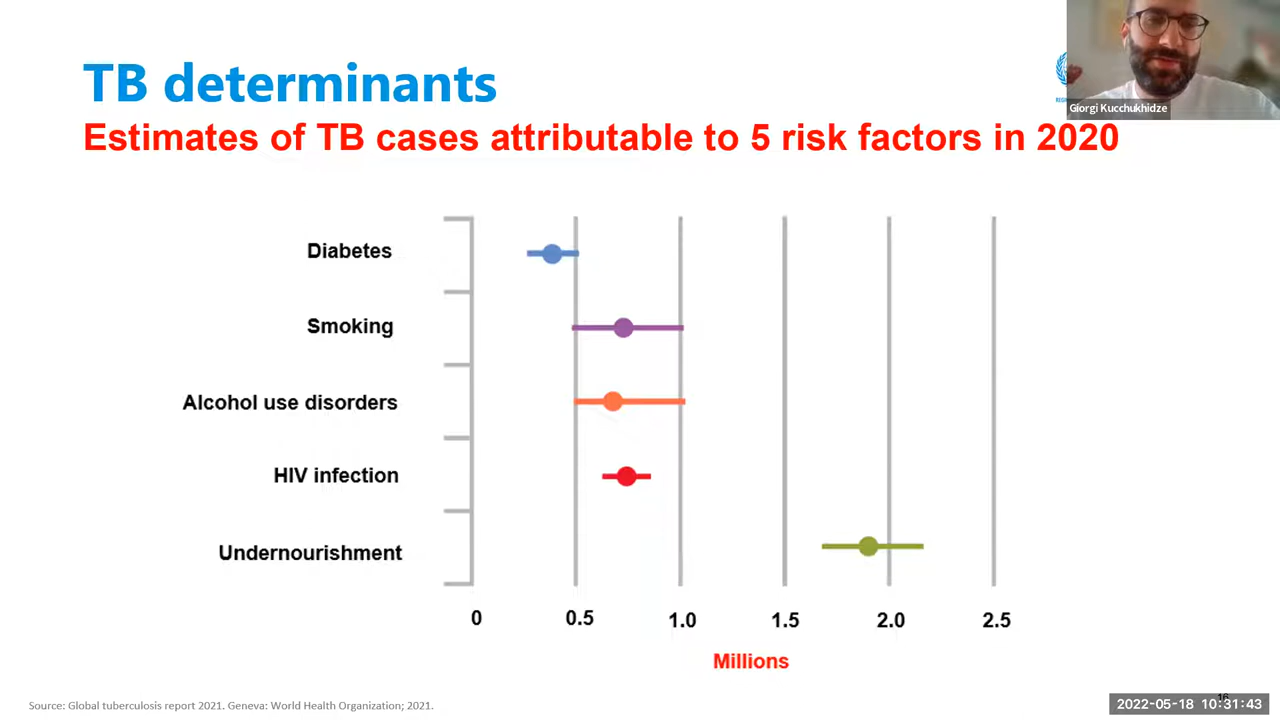 TB determinants
Giorgi Kucchukhidze
Estimates of TB cases attributable to 5 risk factors in 2020
Diabetes
Smoking
Alcohol use disorders
HIV infection
Undernourishment
0 0.5 1.0 1.5 2.0 2.5
Millions
16
Source: Global tuberculosis report 2021. Geneva: World Health Organization; 2021.
2022-05-18 10:31:43